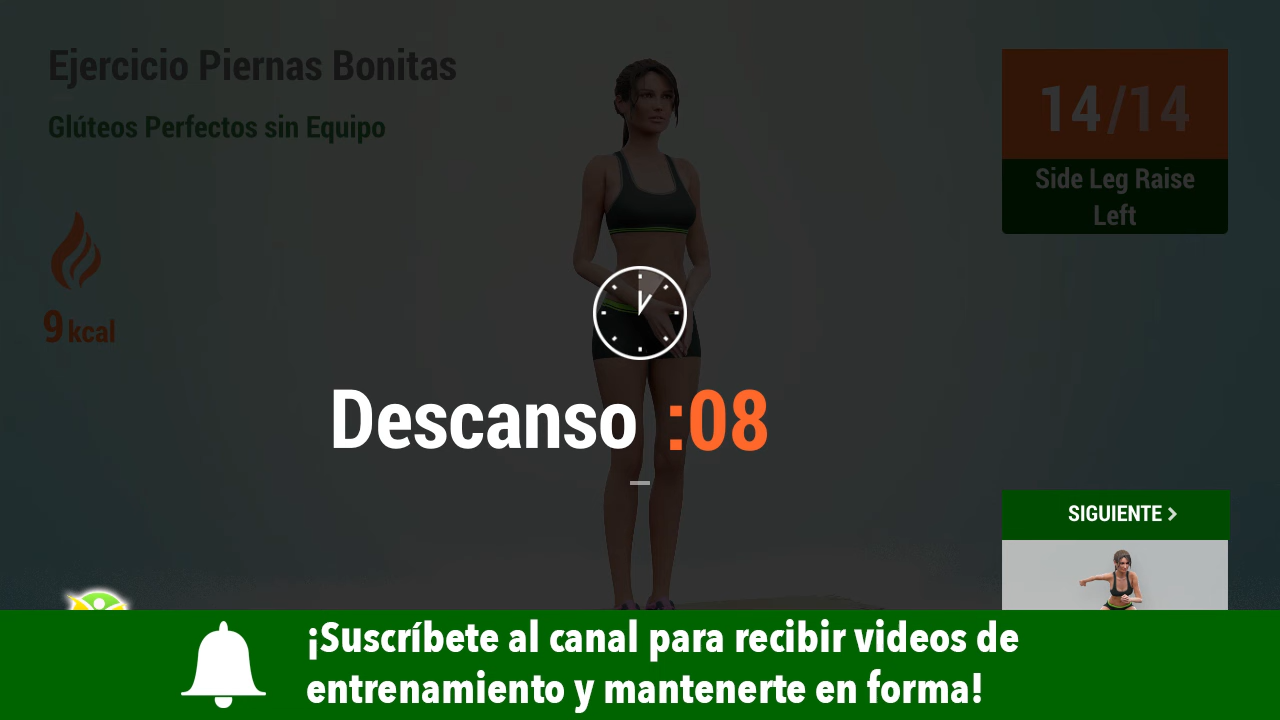 Ejercicio Piernas Bonitas
Glúteos Perfectos sin Equipo
14/14
Side Leg Raise
Left
9 kcal
Descanso :08
SIGUIENTE >
¡Suscríbete al canal para recibir videos de
entrenamiento y mantenerte en forma!